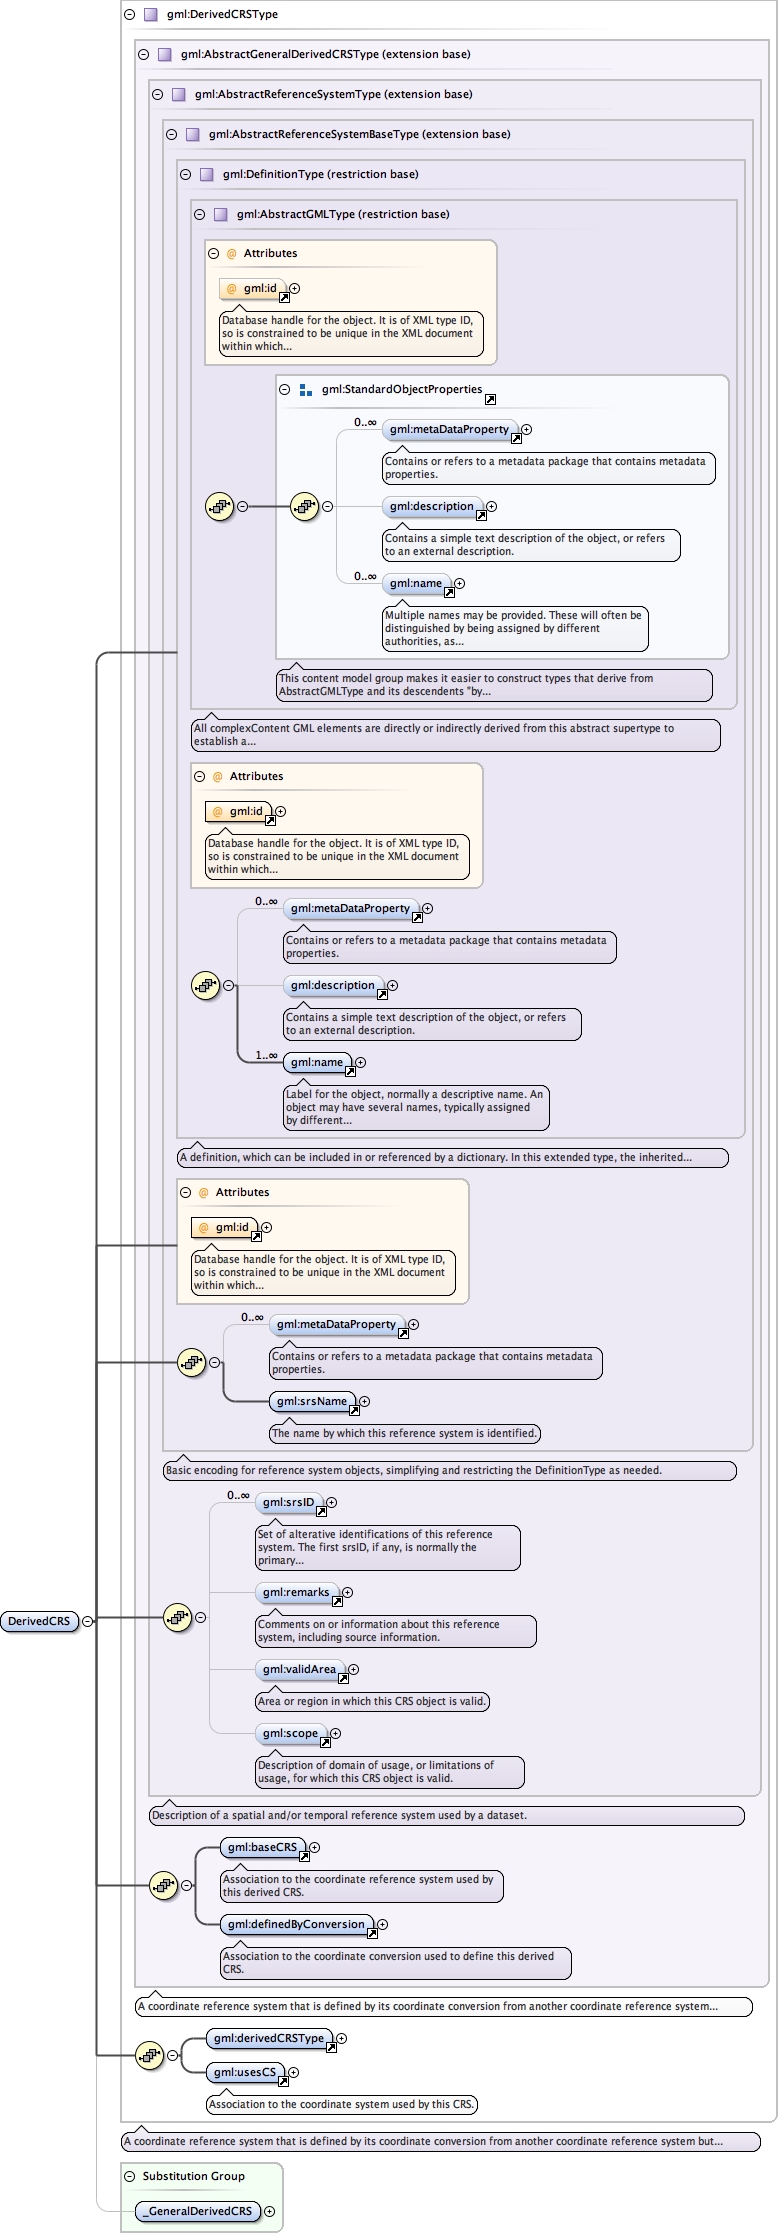 gml:DerivedCRSType
gml:AbstractGeneralDerivedCRSType (extension base)
gml:AbstractReferenceSystemType (extension base)
gml:AbstractReferenceSystemBaseType (extension base)
gml:DefinitionType (restriction base)
gml:AbstractGMLType (restriction base)
@ Attributes
@ gml:id
Database handle for the object. It is of XML type ID,
so is constrained to be unique in the XML document
within which...
gml:StandardObjectProperties
0..∞
gml:metaDataProperty
Contains or refers to a metadata package that contains metadata
properties.
gml:description
Contains a simple text description of the object, or refers
to an external description.
0..∞
gml:name
Multiple names may be provided. These will often be
distinguished by being assigned by different
authorities, as...
This content model group makes it easier to construct types that derive from
AbstractGMLType and its descendents "by...
All complexContent GML elements are directly or indirectly derived from this abstract supertype to
establish a...
@ Attributes
@ gml:id
Database handle for the object. It is of XML type ID,
so is constrained to be unique in the XML document
within which...
0..∞
gml:metaDataProperty
Contains or refers to a metadata package that contains metadata
properties.
gml:description
Contains a simple text description of the object, or refers
to an external description.
1..∞
gml:name
Label for the object, normally a descriptive name. An
object may have several names, typically assigned
by different...
A definition, which can be included in or referenced by a dictionary. In this extended type, the inherited...
@ Attributes
@ gml:id
Database handle for the object. It is of XML type ID,
so is constrained to be unique in the XML document
within which...
0..∞
gml:metaDataProperty
Contains or refers to a metadata package that contains metadata
properties.
gml:srsName
The name by which this reference system is identified.
Basic encoding for reference system objects, simplifying and restricting the DefinitionType as needed.
0..∞
gml:srsID
Set of alterative identifications of this reference
system. The first srsID, if any, is normally the
primary...
gml:remarks
Comments on or information about this reference
system, including source information.
DerivedCRS
gml:validArea
Area or region in which this CRS object is valid.
gml:scope
Description of domain of usage, or limitations of
usage, for which this CRS object is valid.
Description of a spatial and/or temporal reference system used by a dataset.
gml:baseCRS
Association to the coordinate reference system used by
this derived CRS.
gml:definedByConversion
Association to the coordinate conversion used to define this derived
CRS.
A coordinate reference system that is defined by its coordinate conversion from another coordinate reference system...
gml:derivedCRSType
gml:usesCS
Association to the coordinate system used by this CRS.
A coordinate reference system that is defined by its coordinate conversion from another coordinate reference system but...
Substitution Group
_GeneralDerivedCRS